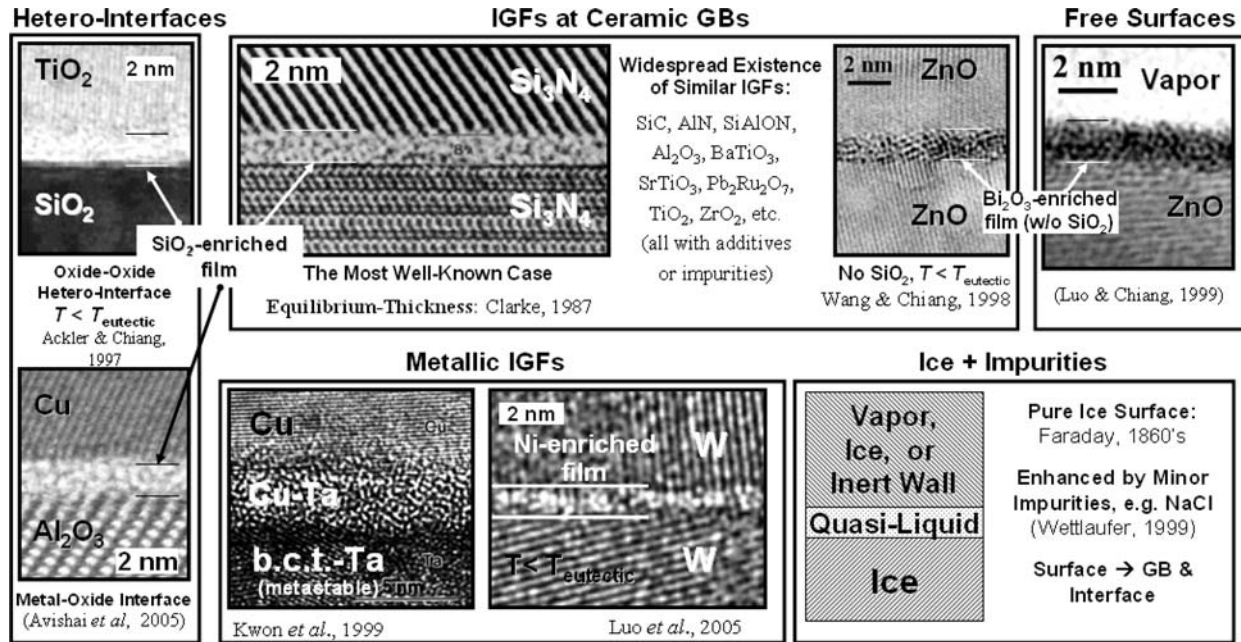 Hetero-Interfaces
TiO2
2 nm
SiO2
SiO2-enriched
film
Oxide-Oxide
Hetero-Interface
T < Teutectic
Ackler & Chiang,
1997
Cu
Al2O3
2 nm
Metal-Oxide Interface
(Avishai et al, 2005)
IGFs at Ceramic GBs
2 nm
Si3N4
Si3N4
The Most Well-Known Case
Equilibrium-Thickness: Clarke, 1987
Widespread Existence
of Similar IGFs:
SiC, AlN, SiAlON,
Al2O3, BaTiO3,
SrTiO3, Pb2Ru2O7,
TiO2, ZrO2, etc.
(all with additives
or impurities)
2 nm
ZnO
ZnO
No SiO2, T < Teutectic
Wang & Chiang, 1998
Free Surfaces
2 nm
Vapor
Bi2O3-enriched
film (w/o SiO2)
ZnO
(Luo & Chiang, 1999)
Metallic IGFs
Cu
Cu
Cu-Ta
b.c.t.-Ta
Ta
(metastable) 5nm
Kwon et al., 1999
2 nm
Ni-enriched
film
W
W
T< Teutectic
Luo et al., 2005
Ice + Impurities
Vapor,
Ice, or
Inert Wall
Quasi-Liquid
Ice
Pure Ice Surface:
Faraday, 1860's
Enhanced by Minor
Impurities, e.g. NaCl
(Wettlaufer, 1999)
Surface → GB &
Interface